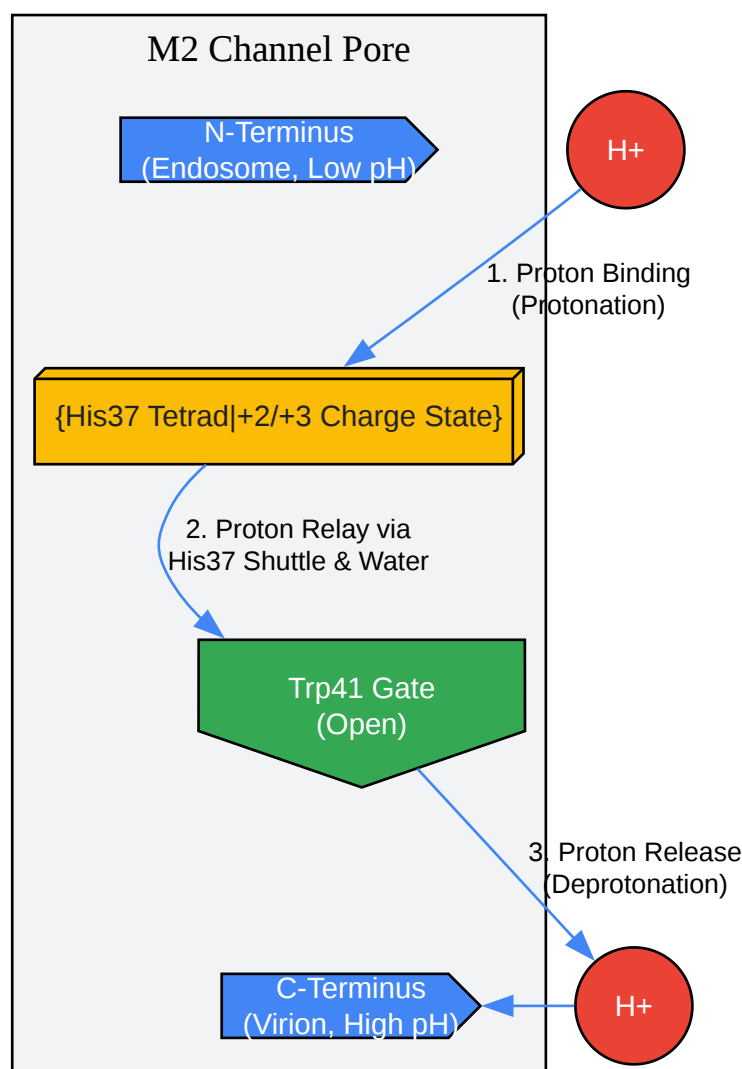 M2 Channel Pore
N-Terminus
(Endosome, Low pH)
H+
1. Proton Binding
(Protonation)
{His37 Tetrad|+2/+3 Charge State}
2. Proton Relay via
His37 Shuttle & Water
Trp41 Gate
(Open)
3. Proton Release
(Deprotonation)
C-Terminus
(Virion, High pH)
H+